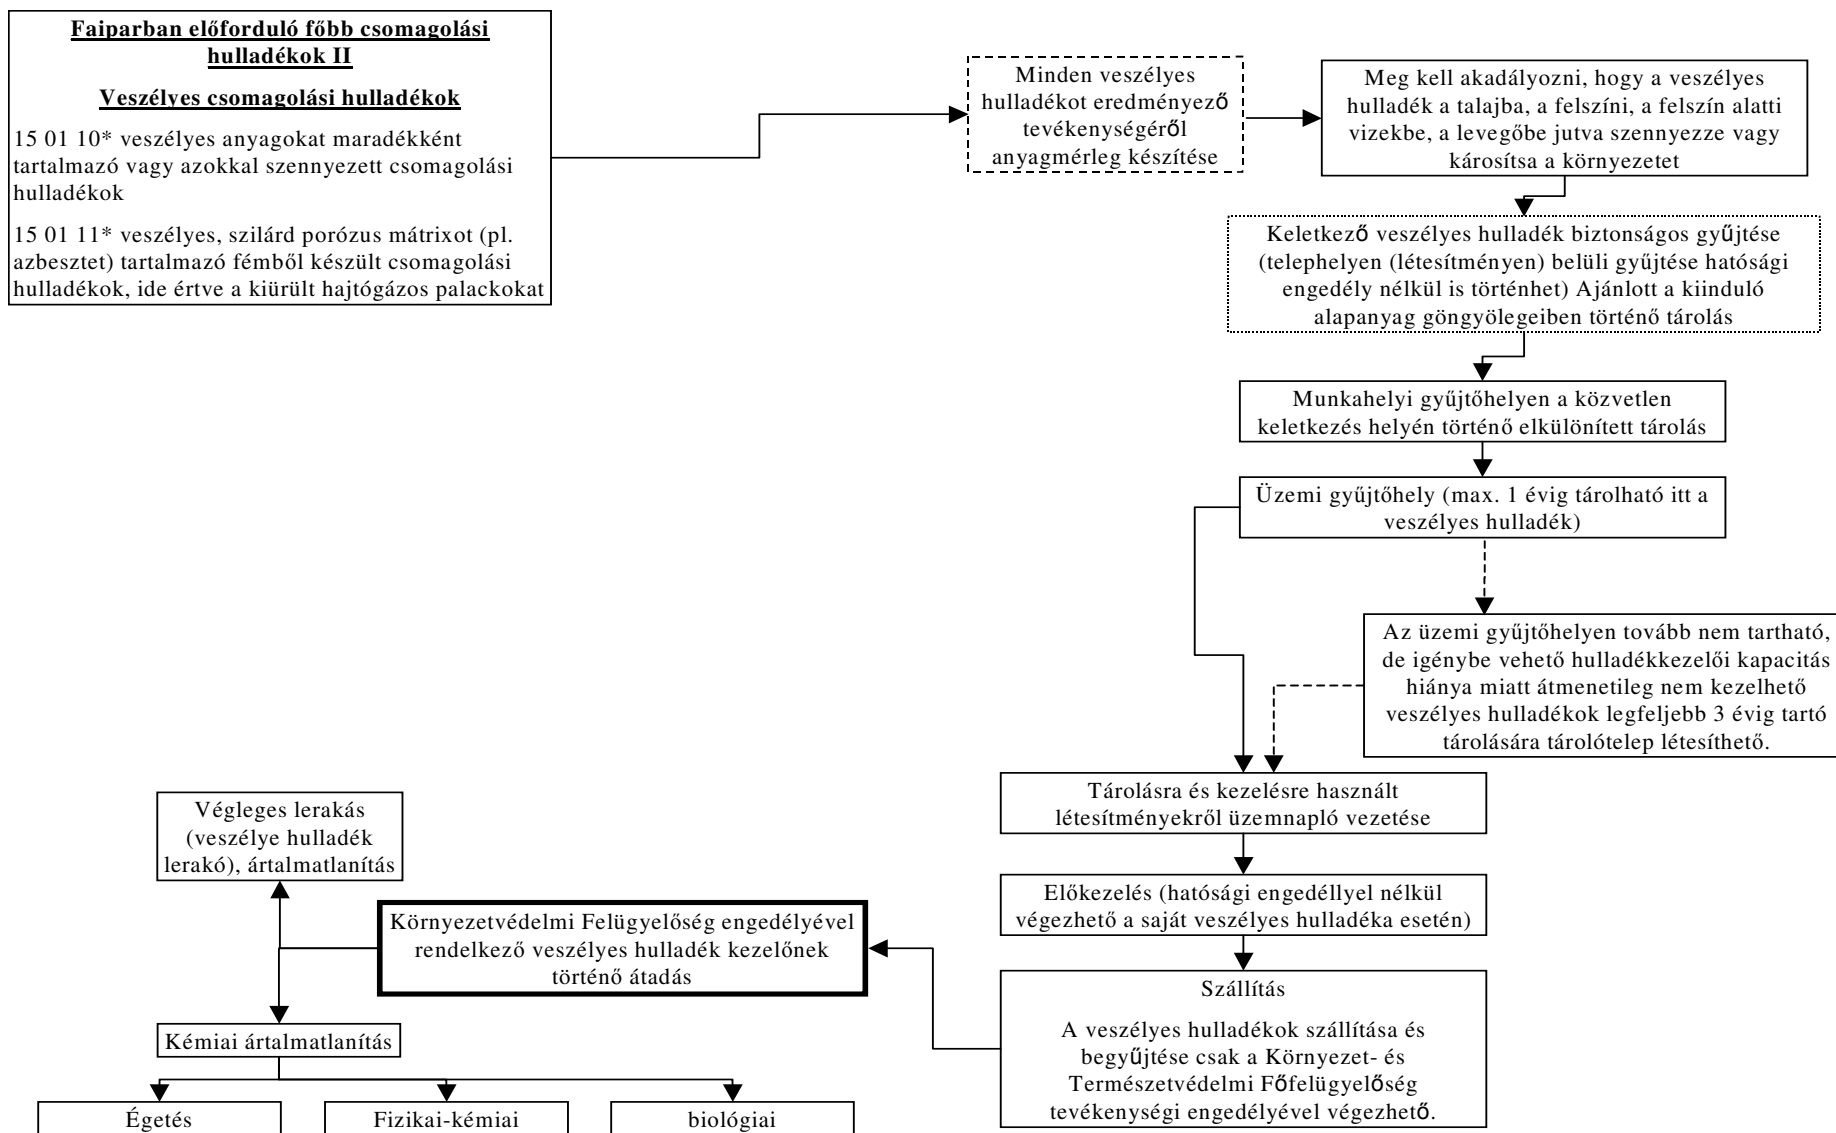 Faiparban előforduló főbb csomagolási
hulladékok II
Veszélyes csomagolási hulladékok
15 01 10* veszélyes anyagokat maradékként
tartalmazó vagy azokkal szennyezett csomagolási
hulladékok
15 01 11* veszélyes, szilárd porózus mátrixot (pl.
azbesztet) tartalmazó fémből készült csomagolási
hulladékok, ide értve a kiürült hajtógázos palackokat
Minden veszélyes
hulladékot eredményező
tevékenységéről
anyagmérleg készítése
Meg kell akadályozni, hogy a veszélyes
hulladék a talajba, a felszíni, a felszín alatti
vizekbe, a levegőbe jutva szennyezze vagy
károsítsa a környezetet
Keletkező veszélyes hulladék biztonságos gyűjtése
(telephelyen (létesítményen) belüli gyűjtése hatósági
engedély nélkül is történhet) Ajánlott a kiinduló
alapanyag göngyölegeiben történő tárolás
Munkahelyi gyűjtőhelyen a közvetlen
keletkezés helyén történő elkülönített tárolás
Üzemi gyűjtőhely (max. 1 évig tárolható itt a
veszélyes hulladék)
Az üzemi gyűjtőhelyen tovább nem tartható,
de igénybe vehető hulladékkezelői kapacitás
hiánya miatt átmenetileg nem kezelhető
veszélyes hulladékok legfeljebb 3 évig tartó
tárolására tárolótelep létesíthető.
Tárolásra és kezelésre használt
létesítményekről üzemnapló vezetése
Előkezelés (hatósági engedéllyel nélkül
végezhető a saját veszélyes hulladéka esetén)
Szállítás
A veszélyes hulladékok szállítása és
begyűjtése csak a Környezet- és
Természetvédelmi Főfelügyelőség
tevékenységi engedélyével végezhető.
Környezetvédelmi Felügyelőség engedélyével
rendelkező veszélyes hulladék kezelőnek
történő átadás
Végleges lerakás
(veszélye hulladék
lerakó), ártalmatlanítás
Kémiai ártalmatlanítás
Égetés
Fizikai-kémiai
biológiai